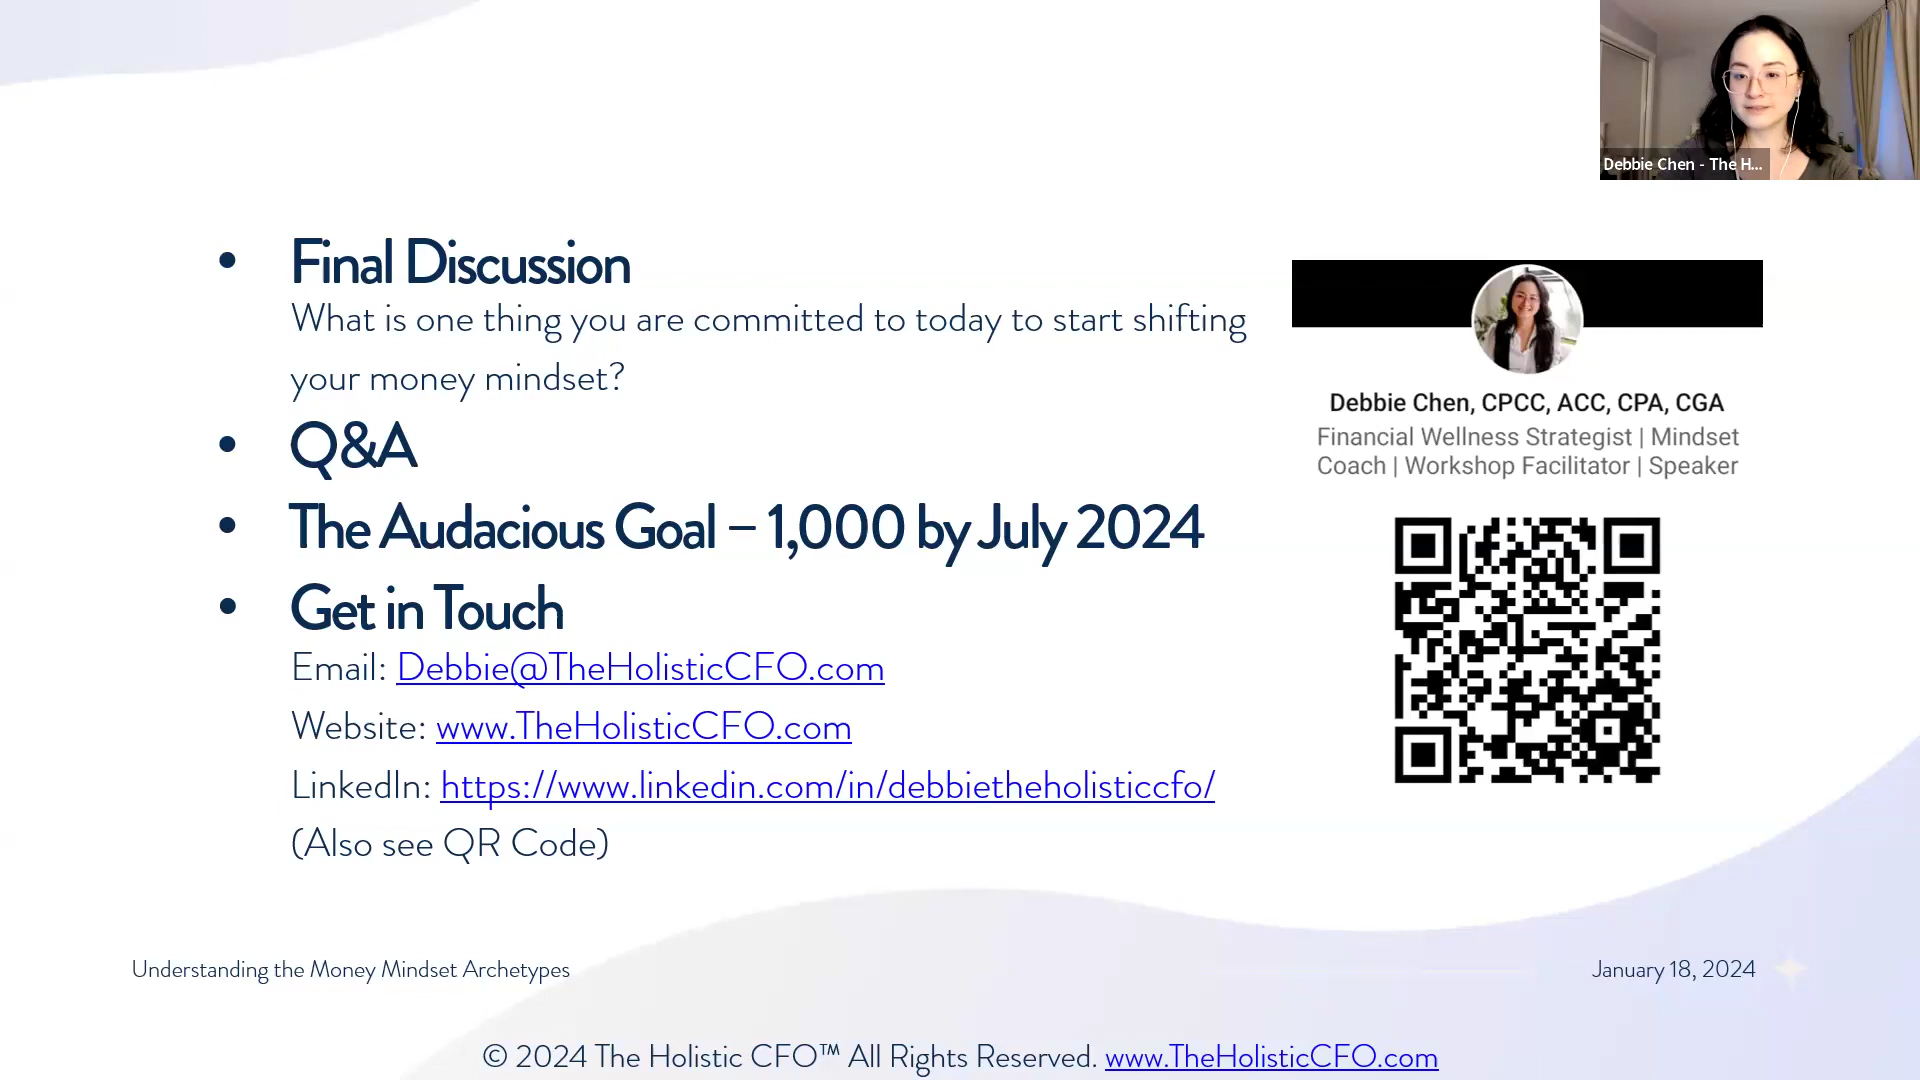 Debbie Chen - The H...
• Final Discussion
What is one thing you are committed to today to start shifting
your money mindset?
• Q&A
• The Audacious Goal – 1,000 by July 2024
• Get in Touch
Email: Debbie@TheHolisticCFO.com
Website: www.TheHolisticCFO.com
LinkedIn: https://www.linkedin.com/in/debbietheholisticcfo/
(Also see QR Code)
Debbie Chen, CPCC, ACC, CPA, CGA
Financial Wellness Strategist | Mindset
Coach | Workshop Facilitator | Speaker
Understanding the Money Mindset Archetypes
January 18, 2024
© 2024 The Holistic CFO™ All Rights Reserved. www.TheHolisticCFO.com